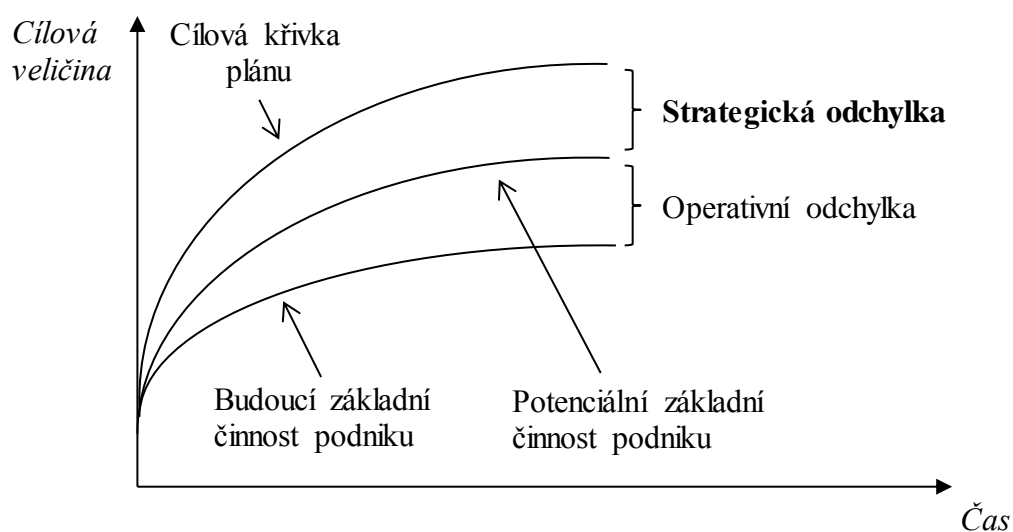 Cílová
veličina
Cílová křivka
plánu
Strategická odchylka
Operativní odchylka
Budoucí základní
činnost podniku
Potenciální základní
činnost podniku
Čas